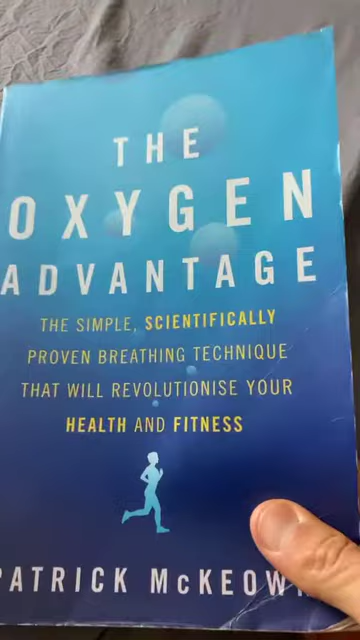 THE
OXYGEN
ADVANTAGE
THE SIMPLE, SCIENTIFICALLY
PROVEN BREATHING TECHNIQUE
THAT WILL REVOLUTIONISE YOUR
HEALTH AND FITNESS
PATRICK McKEOWN